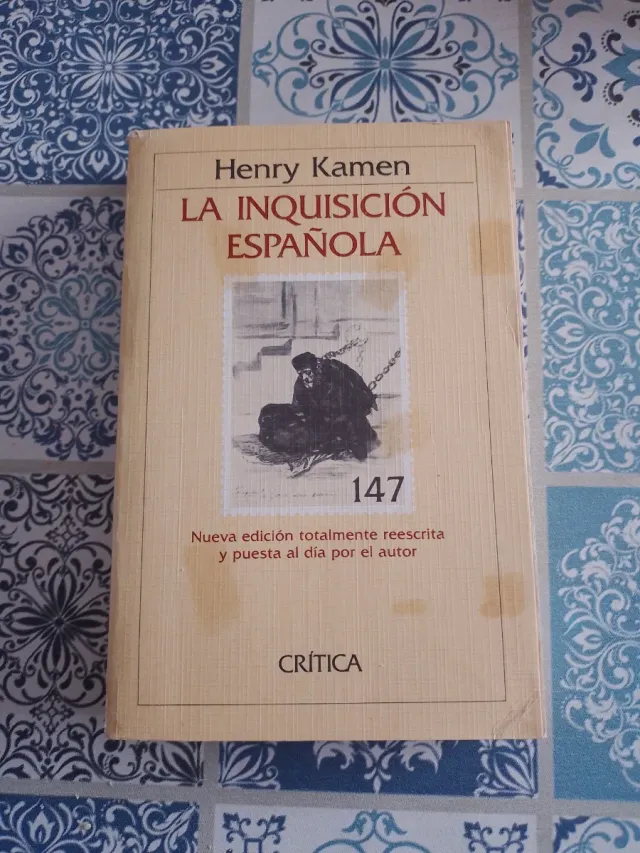 Henry Kamen
LA INQUISICIÓN
ESPAÑOLA
147
Nueva edición totalmente reescrita
y puesta al día por el autor
CRÍTICA